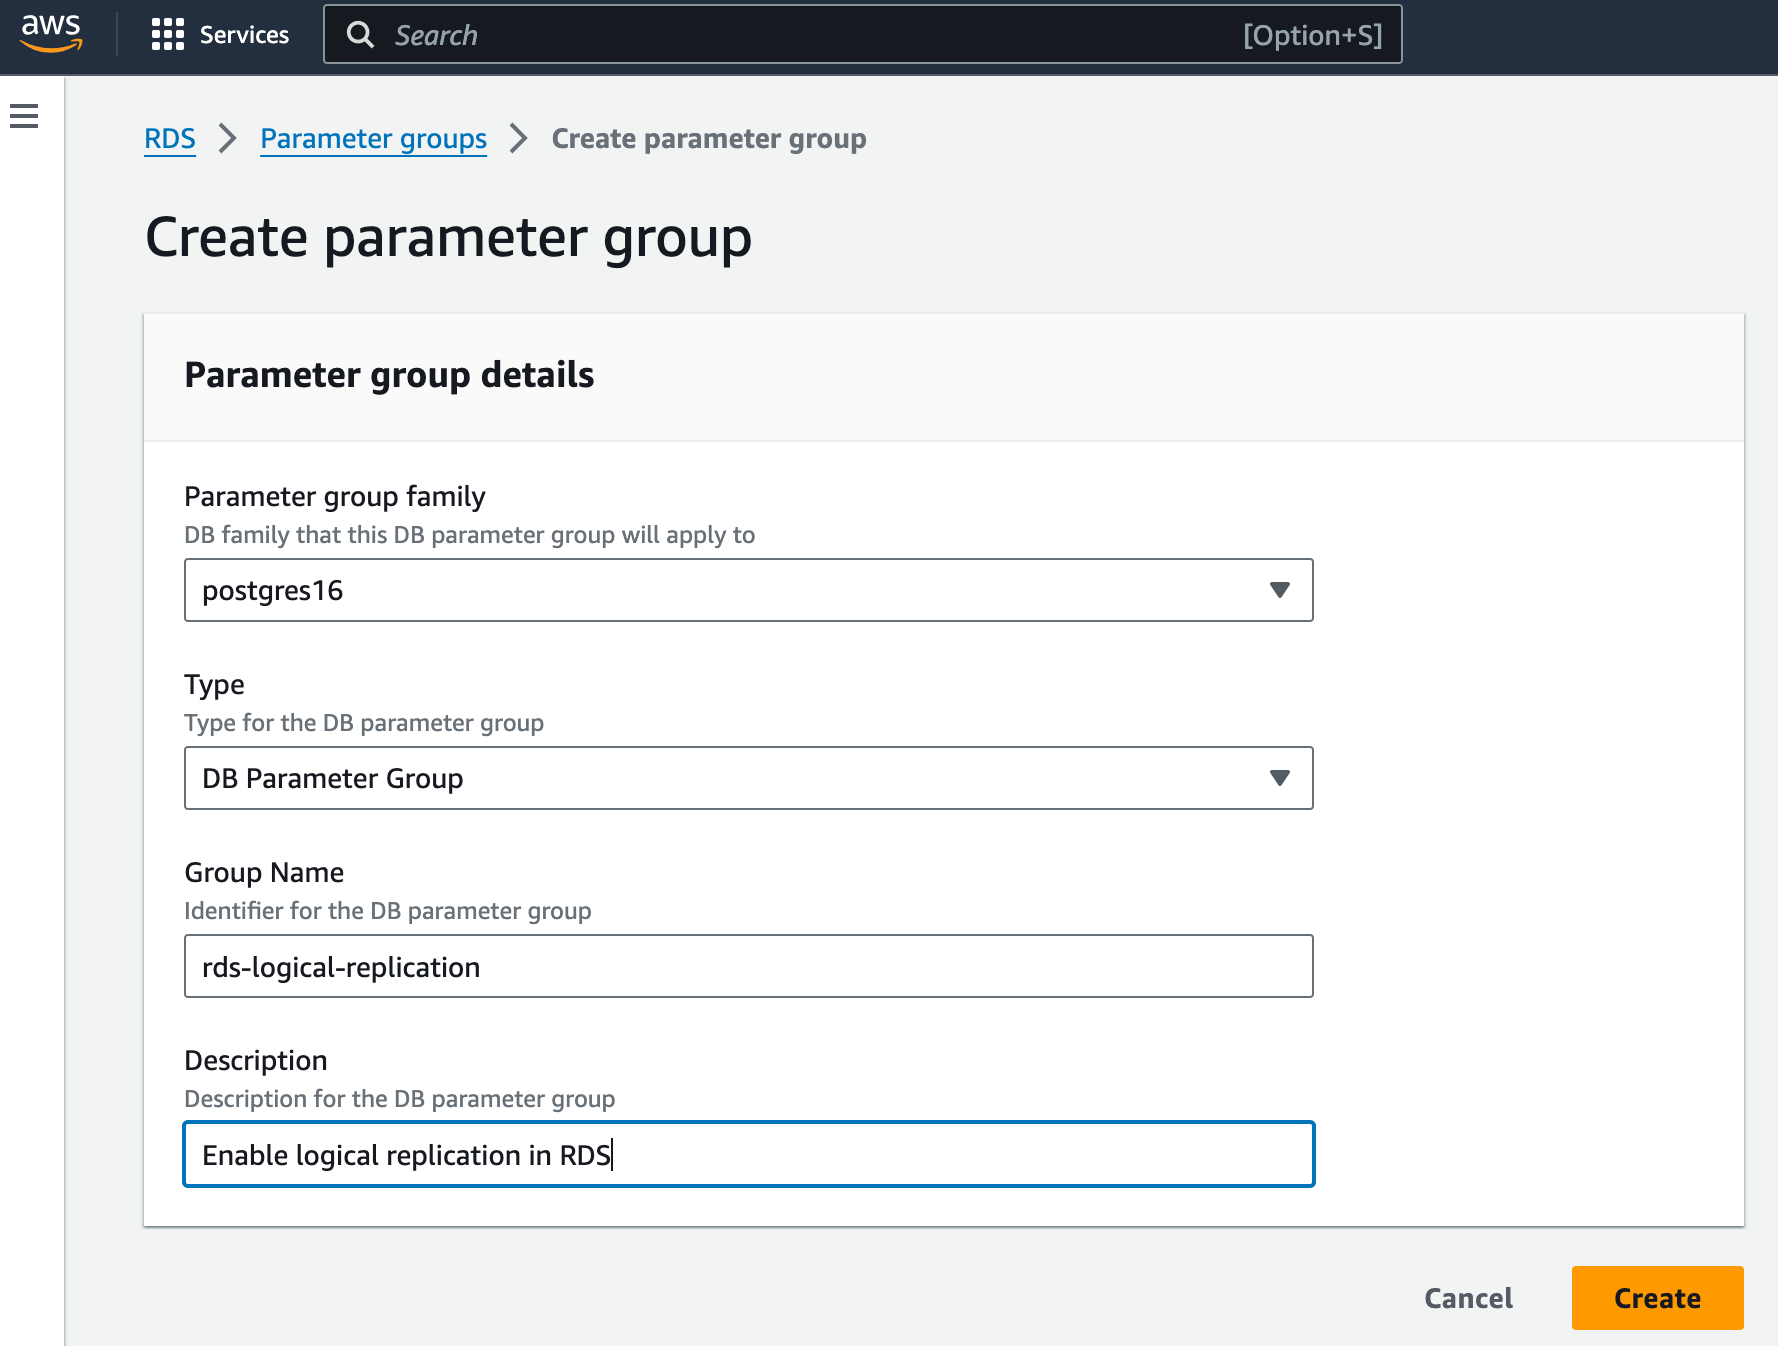 aws Services Search [Option+S]
RDS > Parameter groups > Create parameter group
Create parameter group
Parameter group details
Parameter group family
DB family that this DB parameter group will apply to
postgres16
Type
Type for the DB parameter group
DB Parameter Group
Group Name
Identifier for the DB parameter group
rds-logical-replication
Description
Description for the DB parameter group
Enable logical replication in RDS
Cancel Create